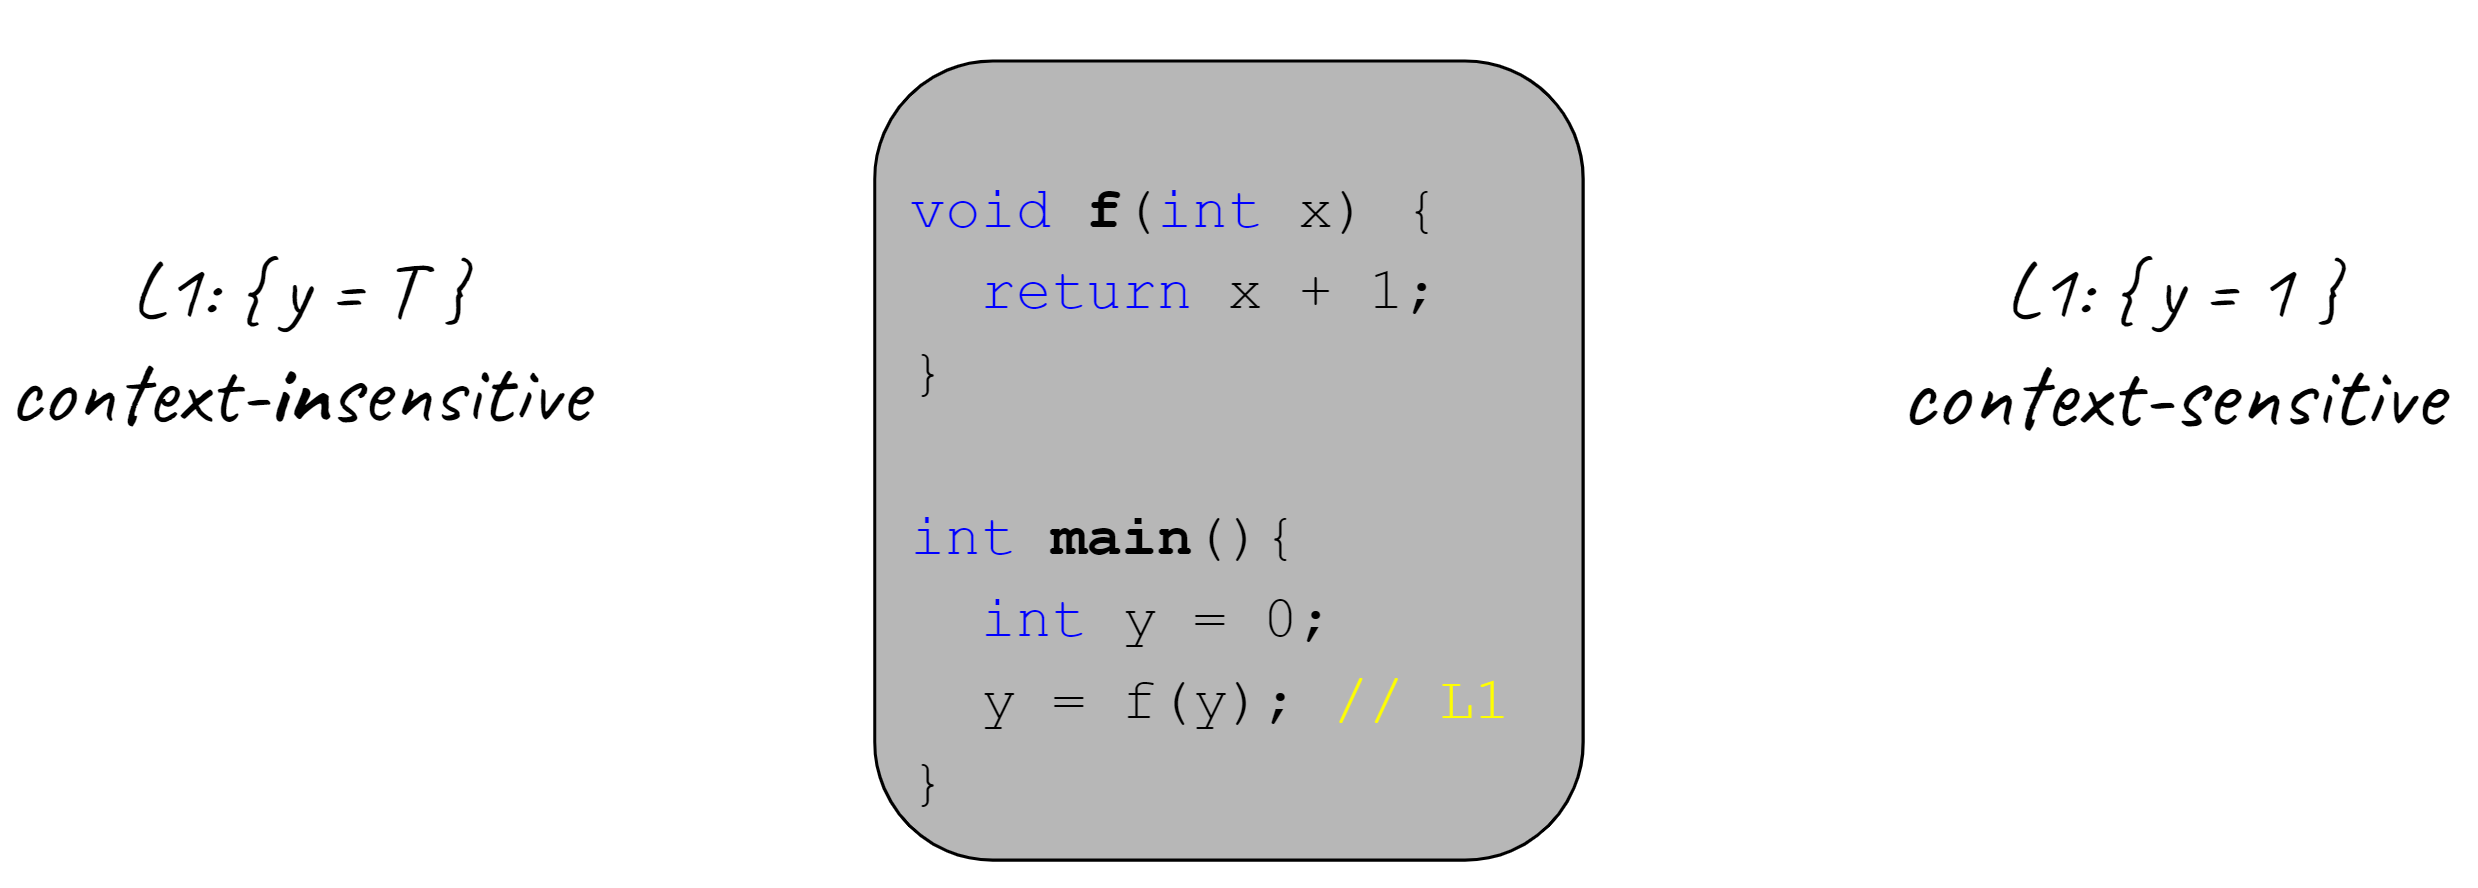 L1: { y = T }
context-insensitive
void f(int x) {
return x + 1;
}
int main(){
int y = 0;
y = f(y); // L1
}
L1: { y = 1 }
context-sensitive